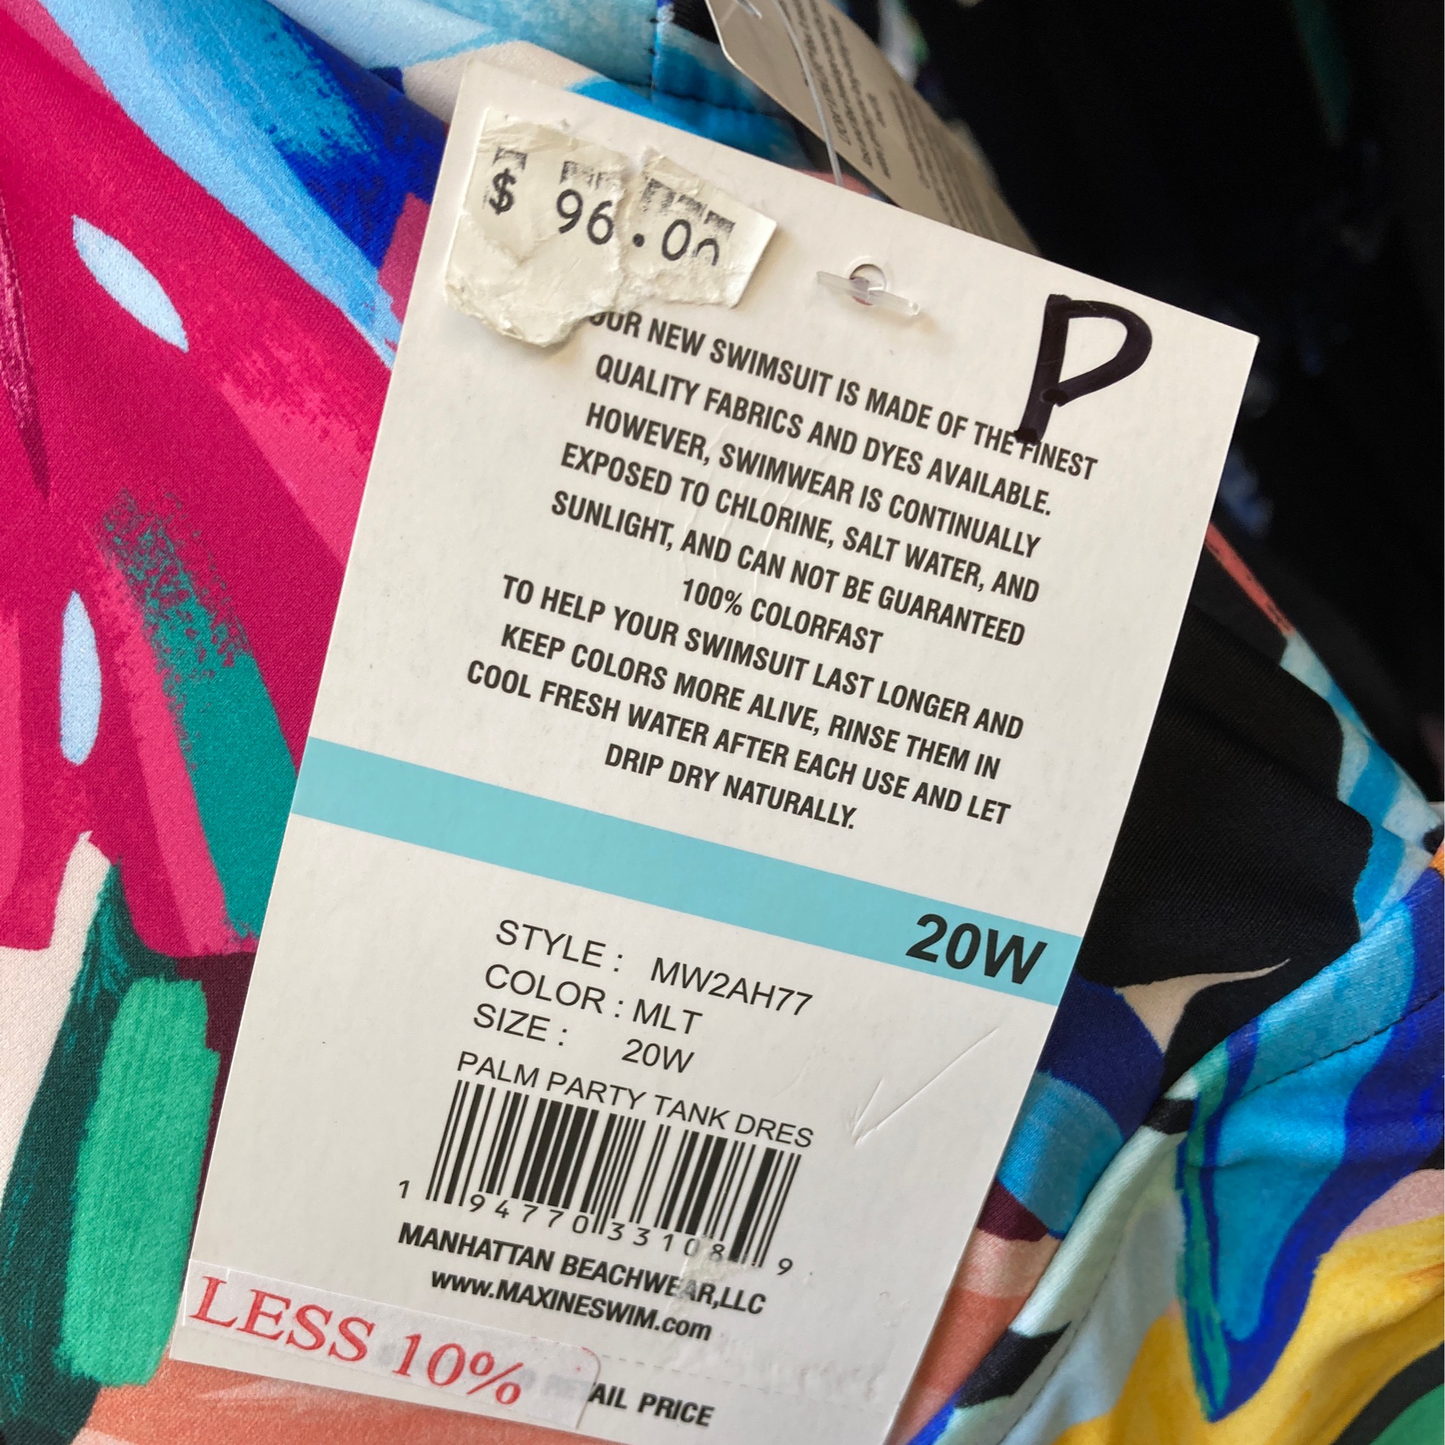 $ 96.00
P
YOUR NEW SWIMSUIT IS MADE OF THE FINEST
QUALITY FABRICS AND DYES AVAILABLE.
HOWEVER, SWIMWEAR IS CONTINUALLY
EXPOSED TO CHLORINE, SALT WATER, AND
SUNLIGHT, AND CAN NOT BE GUARANTEED
100% COLORFAST
TO HELP YOUR SWIMSUIT LAST LONGER AND
KEEP COLORS MORE ALIVE, RINSE THEM IN
COOL FRESH WATER AFTER EACH USE AND LET
DRIP DRY NATURALLY.
20W
STYLE : MW2AH77
COLOR : MLT
SIZE : 20W
PALM PARTY TANK DRES
1 94770 33108 9
MANHATTAN BEACHWEAR,LLC
www.MAXINESWIM.com
LESS 10%
AIL PRICE